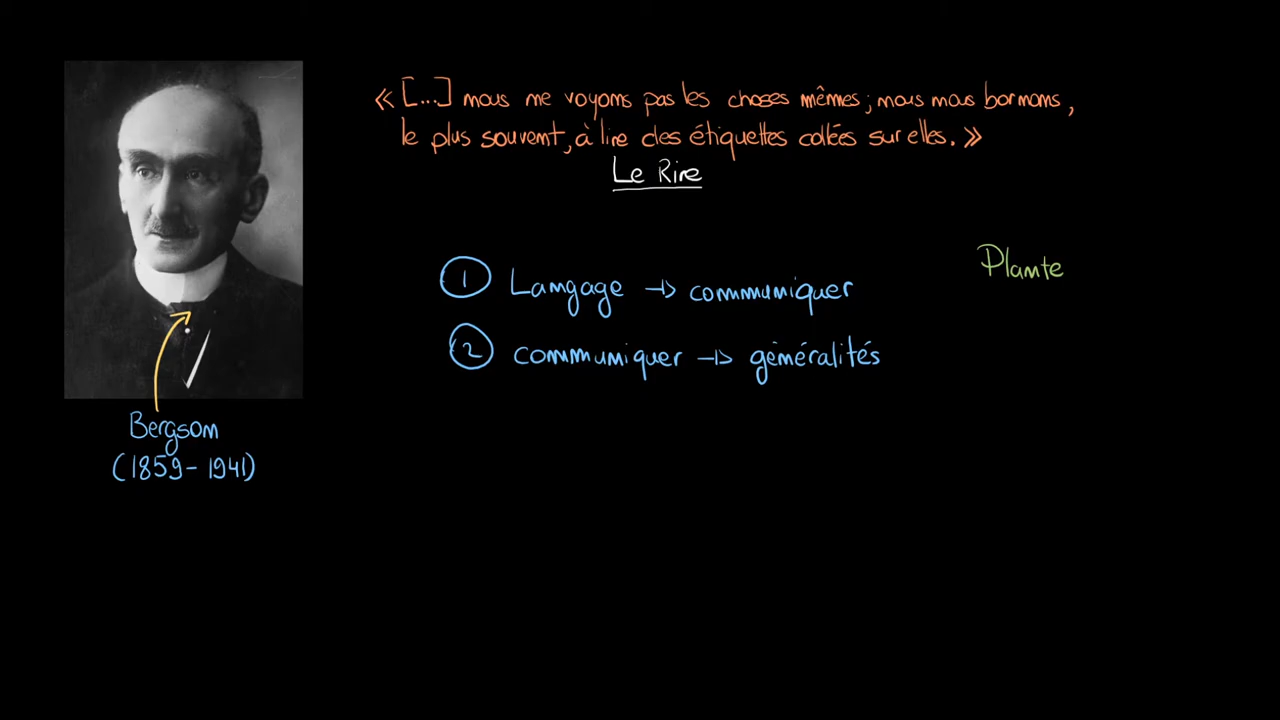 « [...] nous ne voyons pas les choses mêmes ; nous nous bornons,
le plus souvent, à lire des étiquettes collées sur elles. »
Le Rire
1 Langage → communiquer
Plante
2 communiquer → généralités
Bergson
(1859 - 1941)